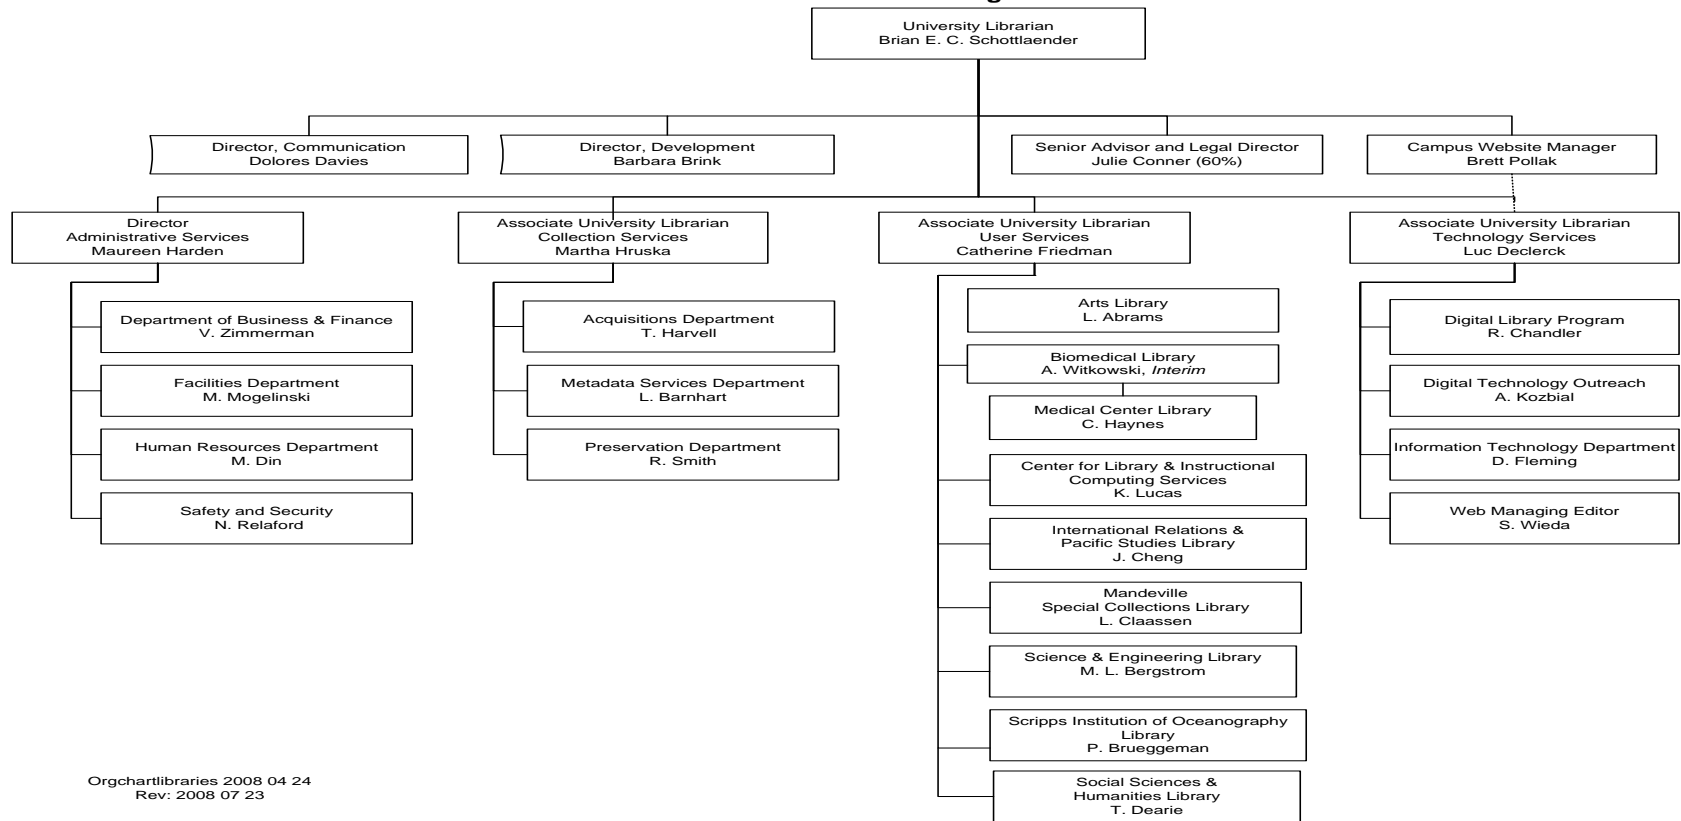 University Librarian
Brian E. C. Schottlaender
Director, Communication
Dolores Davies
Director, Development
Barbara Brink
Senior Advisor and Legal Director
Julie Conner (60%)
Campus Website Manager
Brett Pollak
Director
Administrative Services
Maureen Harden
Associate University Librarian
Collection Services
Martha Hruska
Associate University Librarian
User Services
Catherine Friedman
Associate University Librarian
Technology Services
Luc Declerck
Department of Business & Finance
V. Zimmerman
Facilities Department
M. Mogelinski
Human Resources Department
M. Din
Safety and Security
N. Relaford
Acquisitions Department
T. Harvell
Metadata Services Department
L. Barnhart
Preservation Department
R. Smith
Arts Library
L. Abrams
Biomedical Library
A. Witkowski, Interim
Medical Center Library
C. Haynes
Center for Library & Instructional
Computing Services
K. Lucas
International Relations &
Pacific Studies Library
J. Cheng
Mandeville
Special Collections Library
L. Claassen
Science & Engineering Library
M. L. Bergstrom
Scripps Institution of Oceanography
Library
P. Brueggeman
Social Sciences &
Humanities Library
T. Dearie
Digital Library Program
R. Chandler
Digital Technology Outreach
A. Kozbial
Information Technology Department
D. Fleming
Web Managing Editor
S. Wieda
Orgchartlibraries 2008 04 24
Rev: 2008 07 23